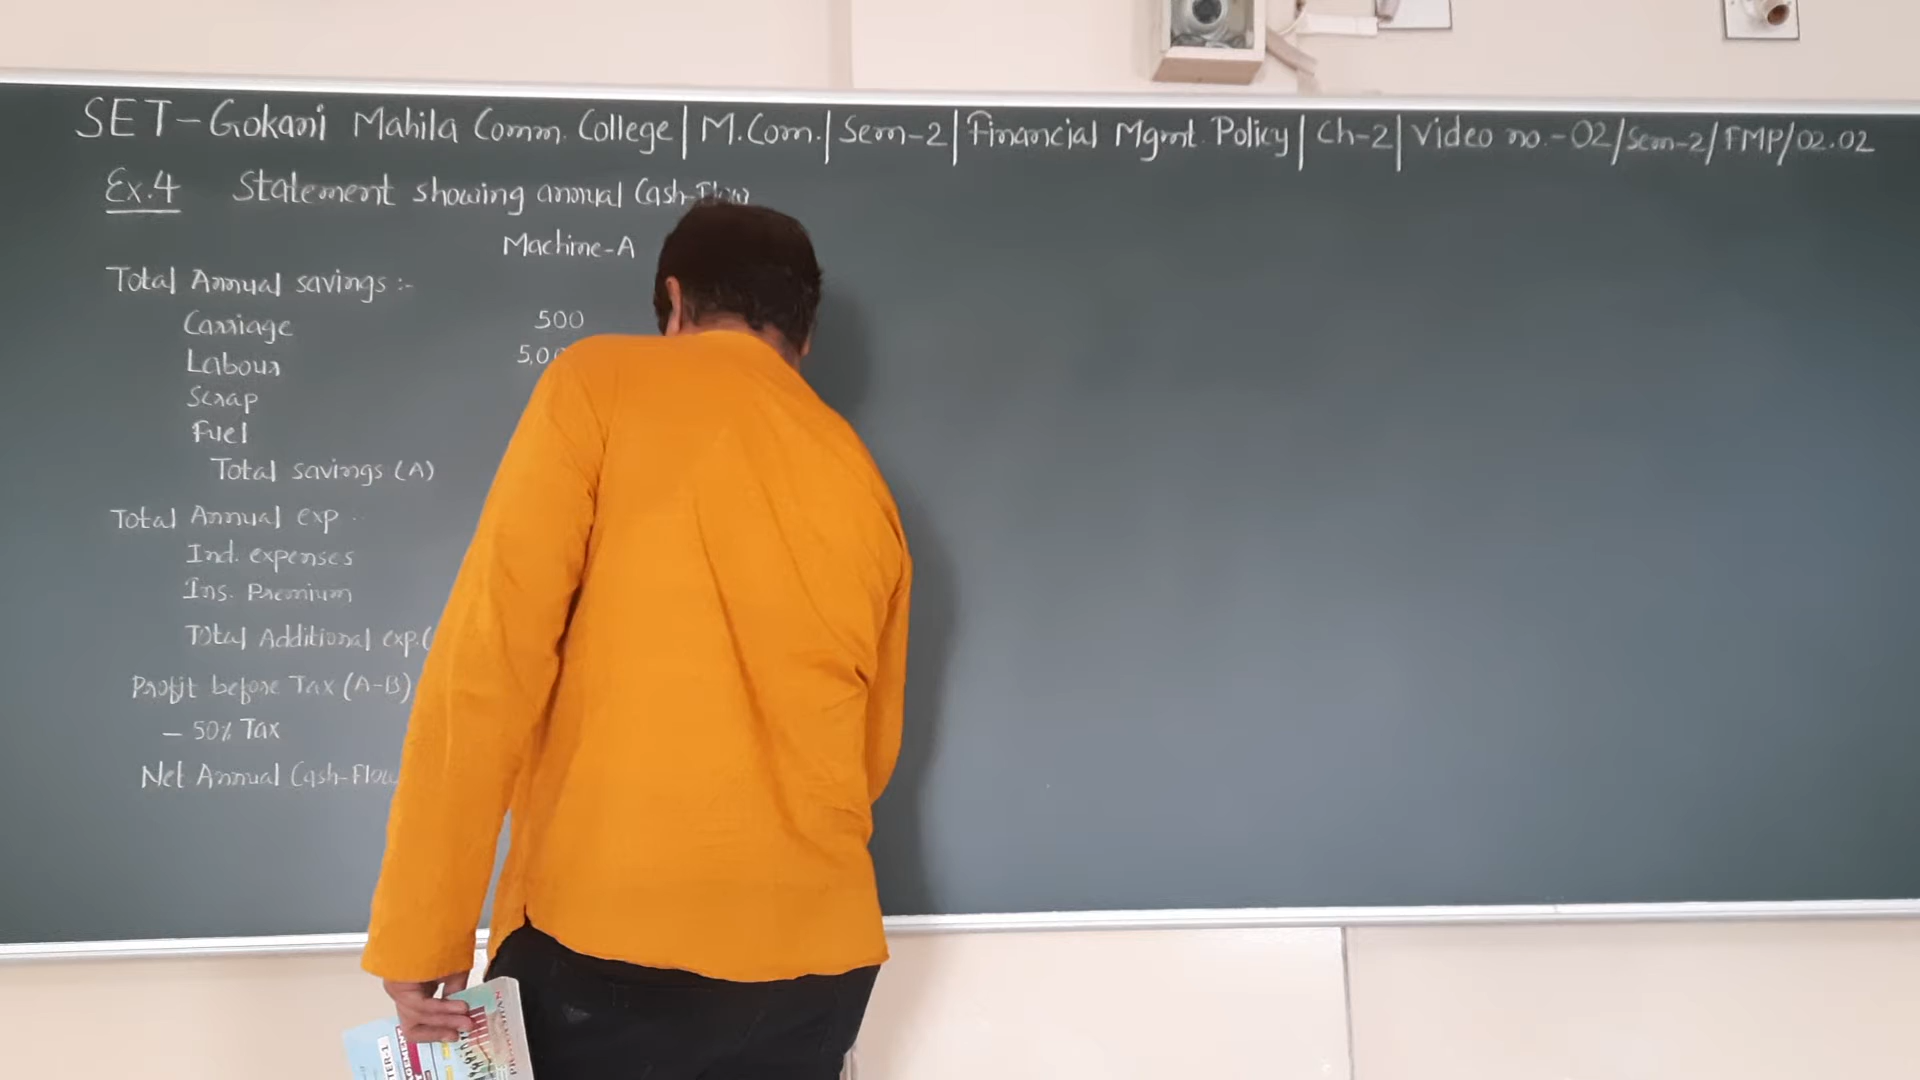 SET-Gokani Mahila Comm. College | M.Com. | Sem-2 | Financial Mgmt. Policy | Ch-2 | Video no.-02/Sem-2/FMP/02.02
Ex.4 Statement showing annual Cash-Flow
Machine-A
Total Annual savings :-
Carriage 500
Labour 5,00
Scrap
Fuel
Total savings (A)
Total Annual exp
Ind. expenses
Ins. Premium
Total Additional exp. (
Profit before Tax (A-B)
- 50% Tax
Net Annual Cash-Flow